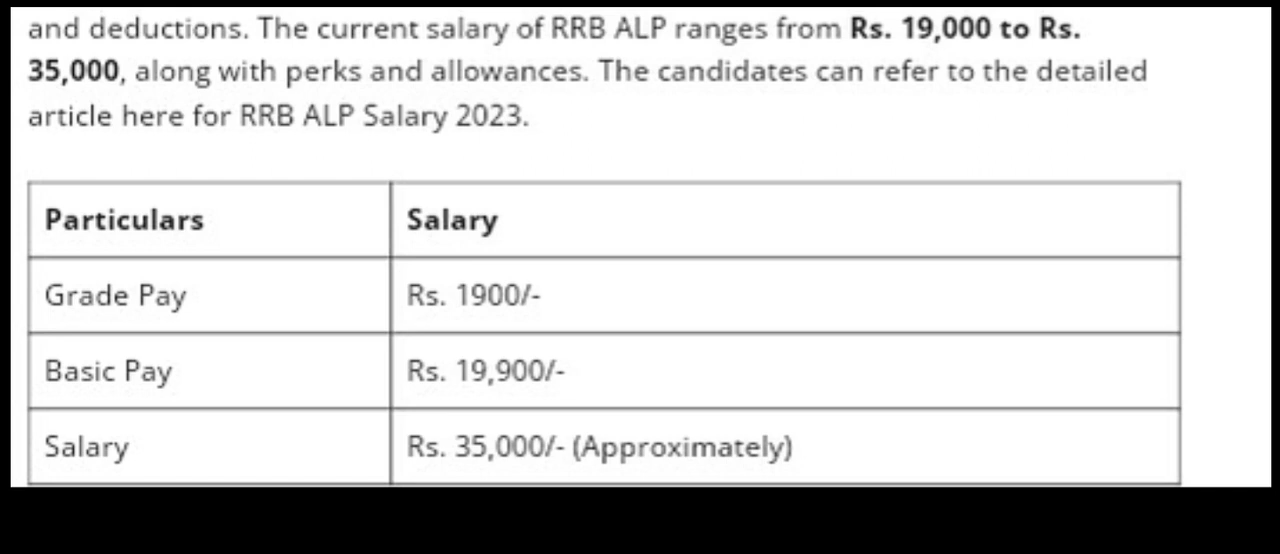 and deductions. The current salary of RRB ALP ranges from Rs. 19,000 to Rs.
35,000, along with perks and allowances. The candidates can refer to the detailed
article here for RRB ALP Salary 2023.
Particulars Salary
Grade Pay Rs. 1900/-
Basic Pay Rs. 19,900/-
Salary Rs. 35,000/- (Approximately)